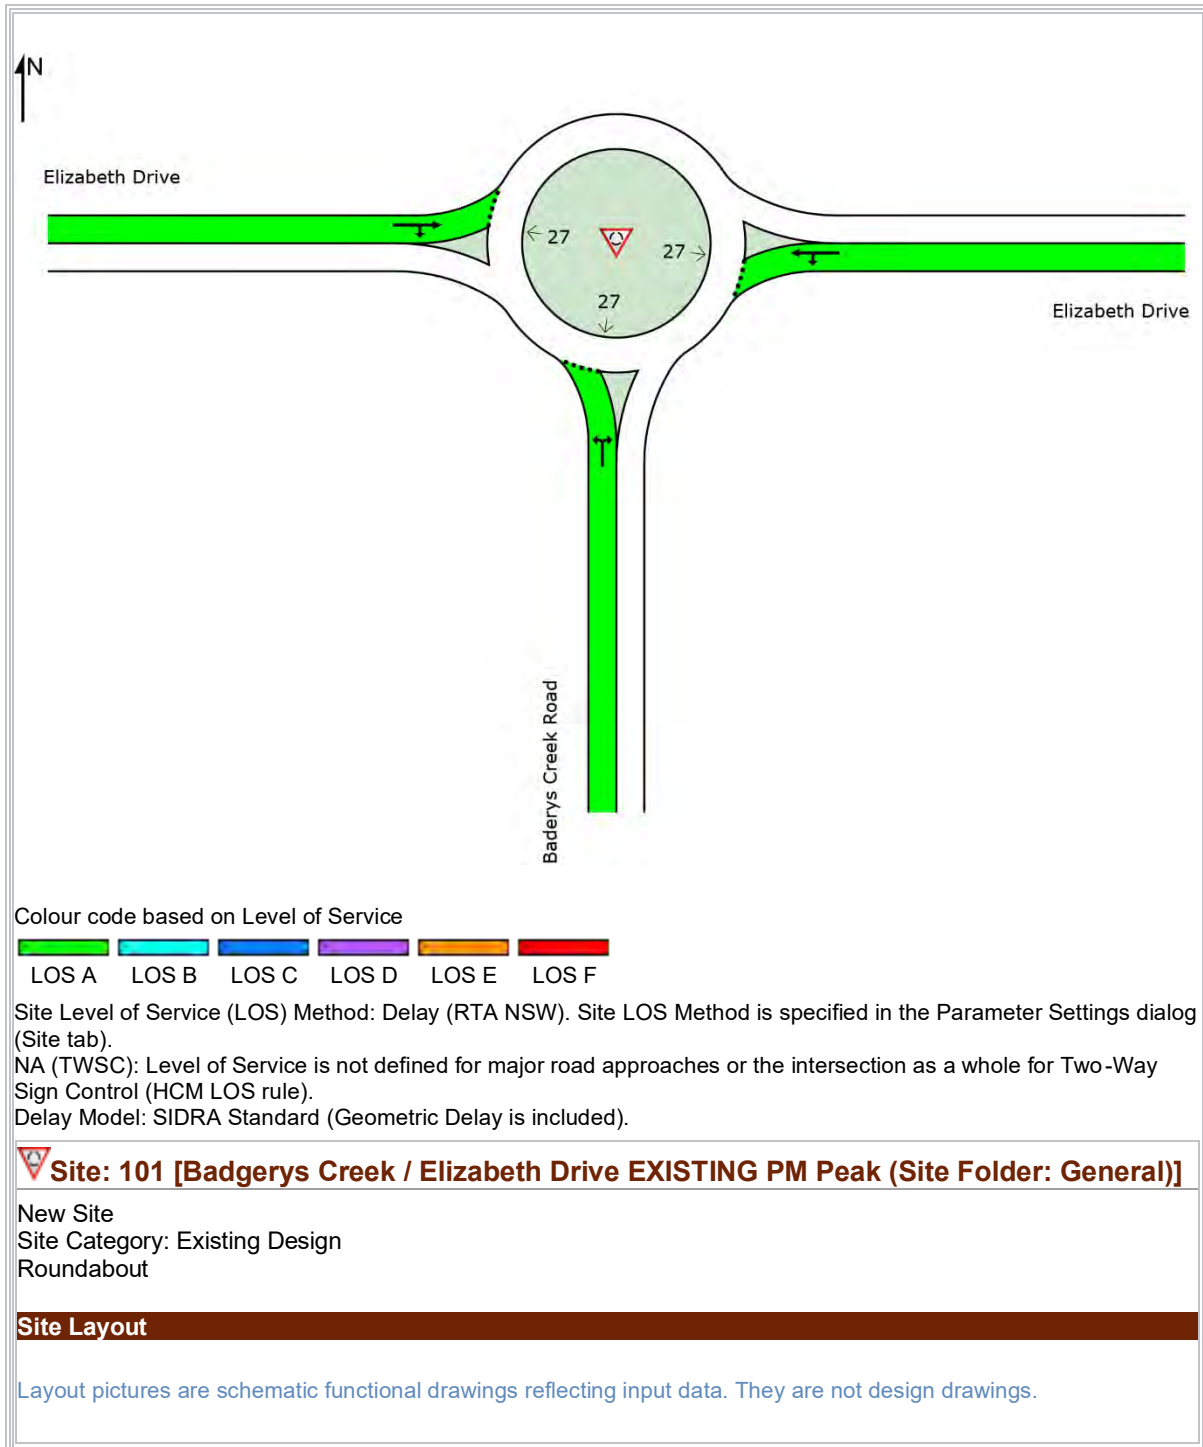 N
Elizabeth Drive
27
27
27
Elizabeth Drive
Baderys Creek Road
Colour code based on Level of Service
LOS A LOS B LOS C LOS D LOS E LOS F
Site Level of Service (LOS) Method: Delay (RTA NSW). Site LOS Method is specified in the Parameter Settings dialog
(Site tab).
NA (TWSC): Level of Service is not defined for major road approaches or the intersection as a whole for Two-Way
Sign Control (HCM LOS rule).
Delay Model: SIDRA Standard (Geometric Delay is included).
Site: 101 [Badgerys Creek / Elizabeth Drive EXISTING PM Peak (Site Folder: General)]
New Site
Site Category: Existing Design
Roundabout
Site Layout
Layout pictures are schematic functional drawings reflecting input data. They are not design drawings.